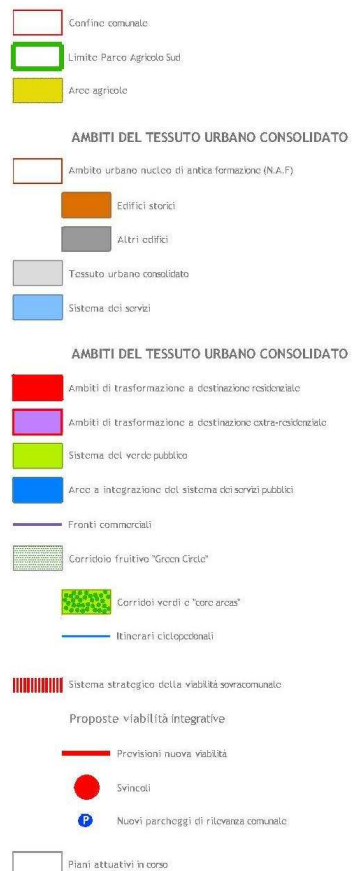 Confine comunale
Limite Parco Agricolo Sud
Aree agricole
AMBITI DEL TESSUTO URBANO CONSOLIDATO
Ambito urbano nucleo di antica formazione (N.A.F)
Edifici storici
Altri edifici
Tessuto urbano consolidato
Sistema dei servizi
AMBITI DEL TESSUTO URBANO CONSOLIDATO
Ambiti di trasformazione a destinazione residenziale
Ambiti di trasformazione a destinazione extra-residenziale
Sistema del verde pubblico
Aree a integrazione del sistema dei servizi pubblici
Fronti commerciali
Corridoio fruitivo "Green Circle"
Corridoi verdi e "core areas"
Itinerari ciclopedonali
Sistema strategico della viabilità sovracomunale
Proposte viabilità integrative
Previsioni nuova viabilità
Svincoli
P Nuovi parcheggi di rilevanza comunale
Piani attuativi in corso